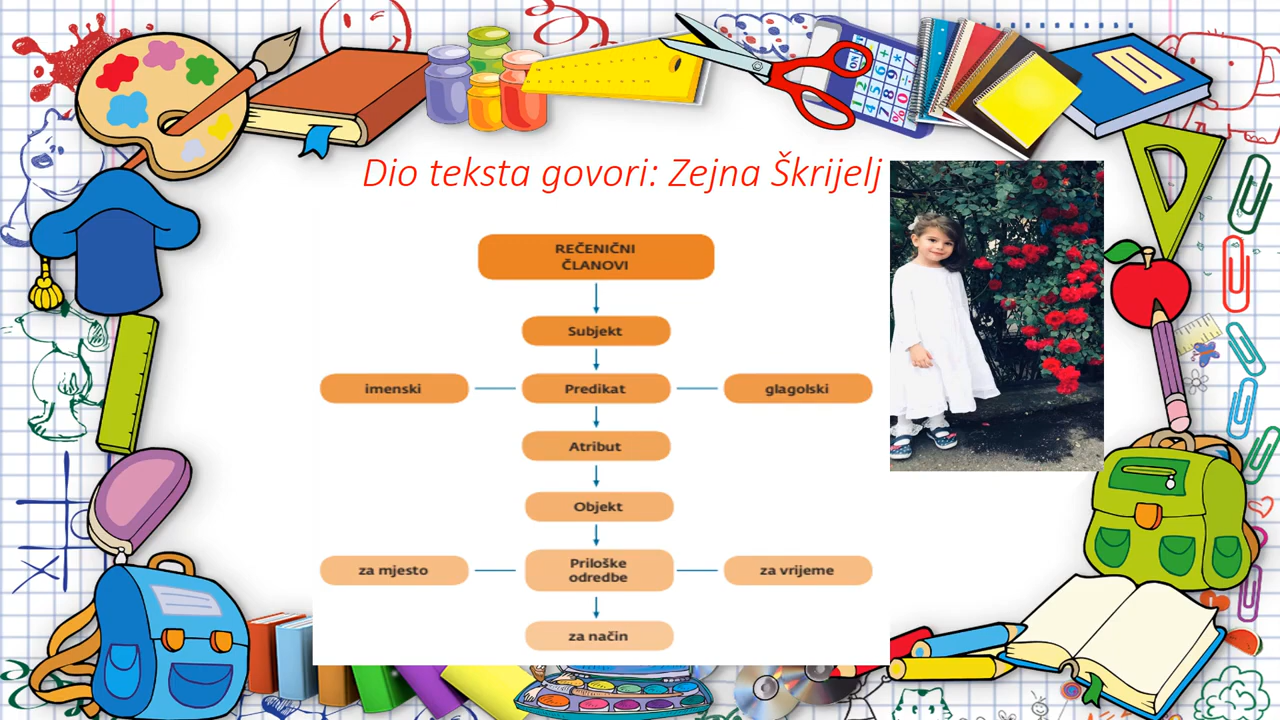 Dio teksta govori: Zejna Škrijelj
REČENIČNI
ČLANOVI
Subjekt
imenski
Predikat
glagolski
Atribut
Objekt
za mjesto
Priloške
odredbe
za vrijeme
za način